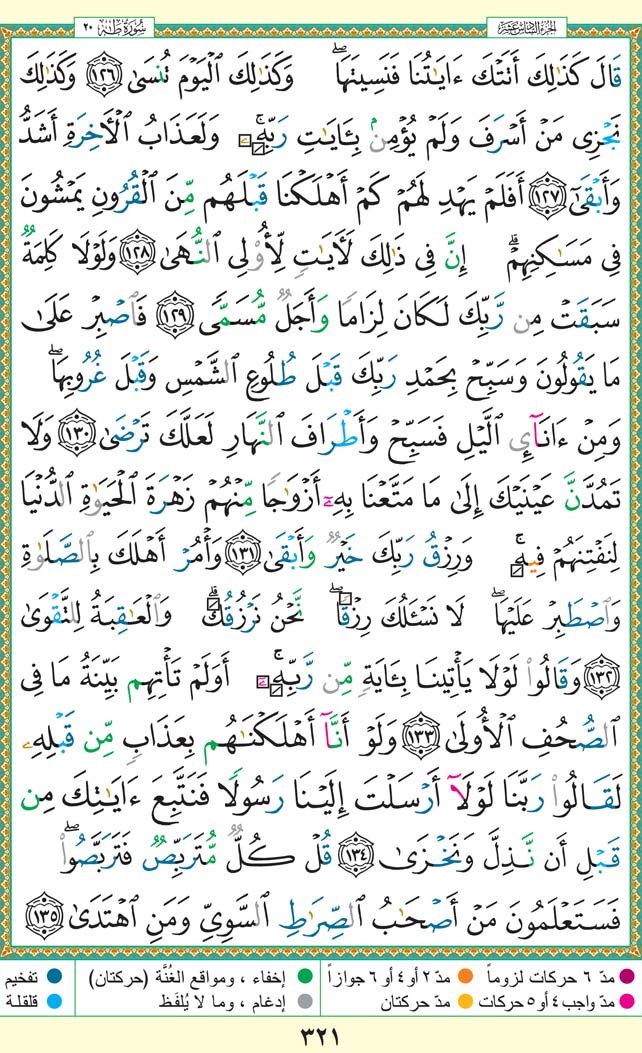 سُورَةُ طه ٢٠
الجزء السادس عشر
قَالَ كَذَٰلِكَ أَتَتْكَ ءَايَٰتُنَا فَنَسِيتَهَا ۖ وَكَذَٰلِكَ ٱلْيَوْمَ تُنسَىٰ ١٢٦ وَكَذَٰلِكَ
نَجْزِى مَنْ أَسْرَفَ وَلَمْ يُؤْمِنۢ بِـَٔايَٰتِ رَبِّهِۦ ۚ وَلَعَذَابُ ٱلْأَخِرَةِ أَشَدُّ
وَأَبْقَىٰٓ ١٢٧ أَفَلَمْ يَهْدِ لَهُمْ كَمْ أَهْلَكْنَا قَبْلَهُم مِّنَ ٱلْقُرُونِ يَمْشُونَ
فِى مَسَٰكِنِهِمْ ۗ إِنَّ فِى ذَٰلِكَ لَأَيَٰتٍ لِّأُو۟لِى ٱلنُّهَىٰ ١٢٨ وَلَوْلَا كَلِمَةٌ
سَبَقَتْ مِن رَّبِّكَ لَكَانَ لِزَامًا وَأَجَلٌ مُّسَمًّى ١٢٩ فَٱصْبِرْ عَلَىٰ
مَا يَقُولُونَ وَسَبِّحْ بِحَمْدِ رَبِّكَ قَبْلَ طُلُوعِ ٱلشَّمْسِ وَقَبْلَ غُرُوبِهَا ۖ
وَمِنْ ءَانَآئِ ٱلَّيْلِ فَسَبِّحْ وَأَطْرَافَ ٱلنَّهَارِ لَعَلَّكَ تَرْضَىٰ ١٣٠ وَلَا
تَمُدَّنَّ عَيْنَيْكَ إِلَىٰ مَا مَتَّعْنَا بِهِۦٓ أَزْوَٰجًا مِّنْهُمْ زَهْرَةَ ٱلْحَيَوٰةِ ٱلدُّنْيَا
لِنَفْتِنَهُمْ فِيهِ ۚ وَرِزْقُ رَبِّكَ خَيْرٌ وَأَبْقَىٰ ١٣١ وَأْمُرْ أَهْلَكَ بِٱلصَّلَوٰةِ
وَٱصْطَبِرْ عَلَيْهَا ۖ لَا نَسْـَٔلُكَ رِزْقًا ۖ نَّحْنُ نَرْزُقُكَ ۗ وَٱلْعَٰقِبَةُ لِلتَّقْوَىٰ
١٣٢ وَقَالُوا۟ لَوْلَا يَأْتِينَا بِـَٔايَةٍ مِّن رَّبِّهِۦٓ ۚ أَوَلَمْ تَأْتِهِم بَيِّنَةُ مَا فِى
ٱلصُّحُفِ ٱلْأُولَىٰ ١٣٣ وَلَوْ أَنَّآ أَهْلَكْنَٰهُم بِعَذَابٍ مِّن قَبْلِهِۦ
لَقَالُوا۟ رَبَّنَا لَوْلَآ أَرْسَلْتَ إِلَيْنَا رَسُولًا فَنَتَّبِعَ ءَايَٰتِكَ مِن
قَبْلِ أَن نَّذِلَّ وَنَخْزَىٰ ١٣٤ قُلْ كُلٌّ مُّتَرَبِّصٌ فَتَرَبَّصُوا۟ ۖ
فَسَتَعْلَمُونَ مَنْ أَصْحَٰبُ ٱلصِّرَٰطِ ٱلسَّوِىِّ وَمَنِ ٱهْتَدَىٰ ١٣٥
مدّ ٦ حركات لزوماً مدّ ٢ أو ٤ أو ٦ جوازاً إخفاء، ومواقع الغُنَّة (حركتان) تفخيم
مدّ واجب ٤ أو ٥ حركات مدّ حركتان إدغام، وما لا يُلفَظ قلقلة
٣٢١